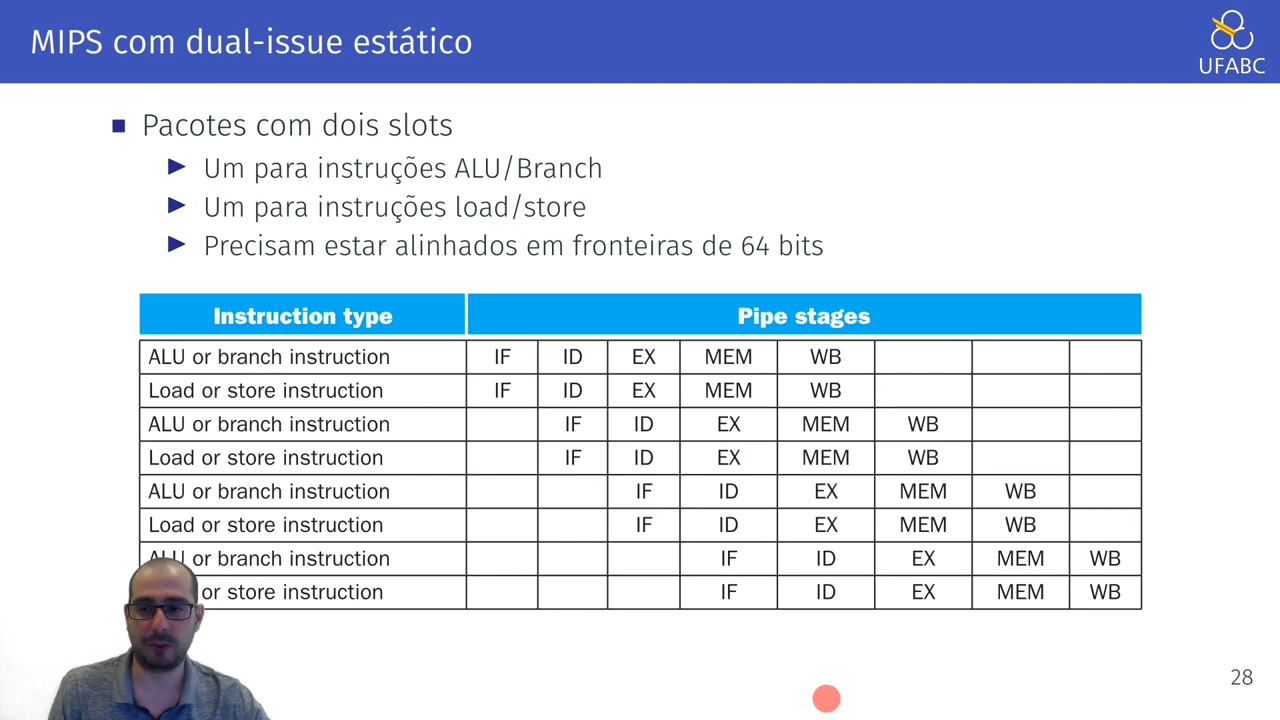 MIPS com dual-issue estático
UFABC
Pacotes com dois slots
Um para instruções ALU/Branch
Um para instruções load/store
Precisam estar alinhados em fronteiras de 64 bits
Instruction type Pipe stages
ALU or branch instruction IF ID EX MEM WB
Load or store instruction IF ID EX MEM WB
ALU or branch instruction IF ID EX MEM WB
Load or store instruction IF ID EX MEM WB
ALU or branch instruction IF ID EX MEM WB
Load or store instruction IF ID EX MEM WB
ALU or branch instruction IF ID EX MEM WB
or store instruction IF ID EX MEM WB
28